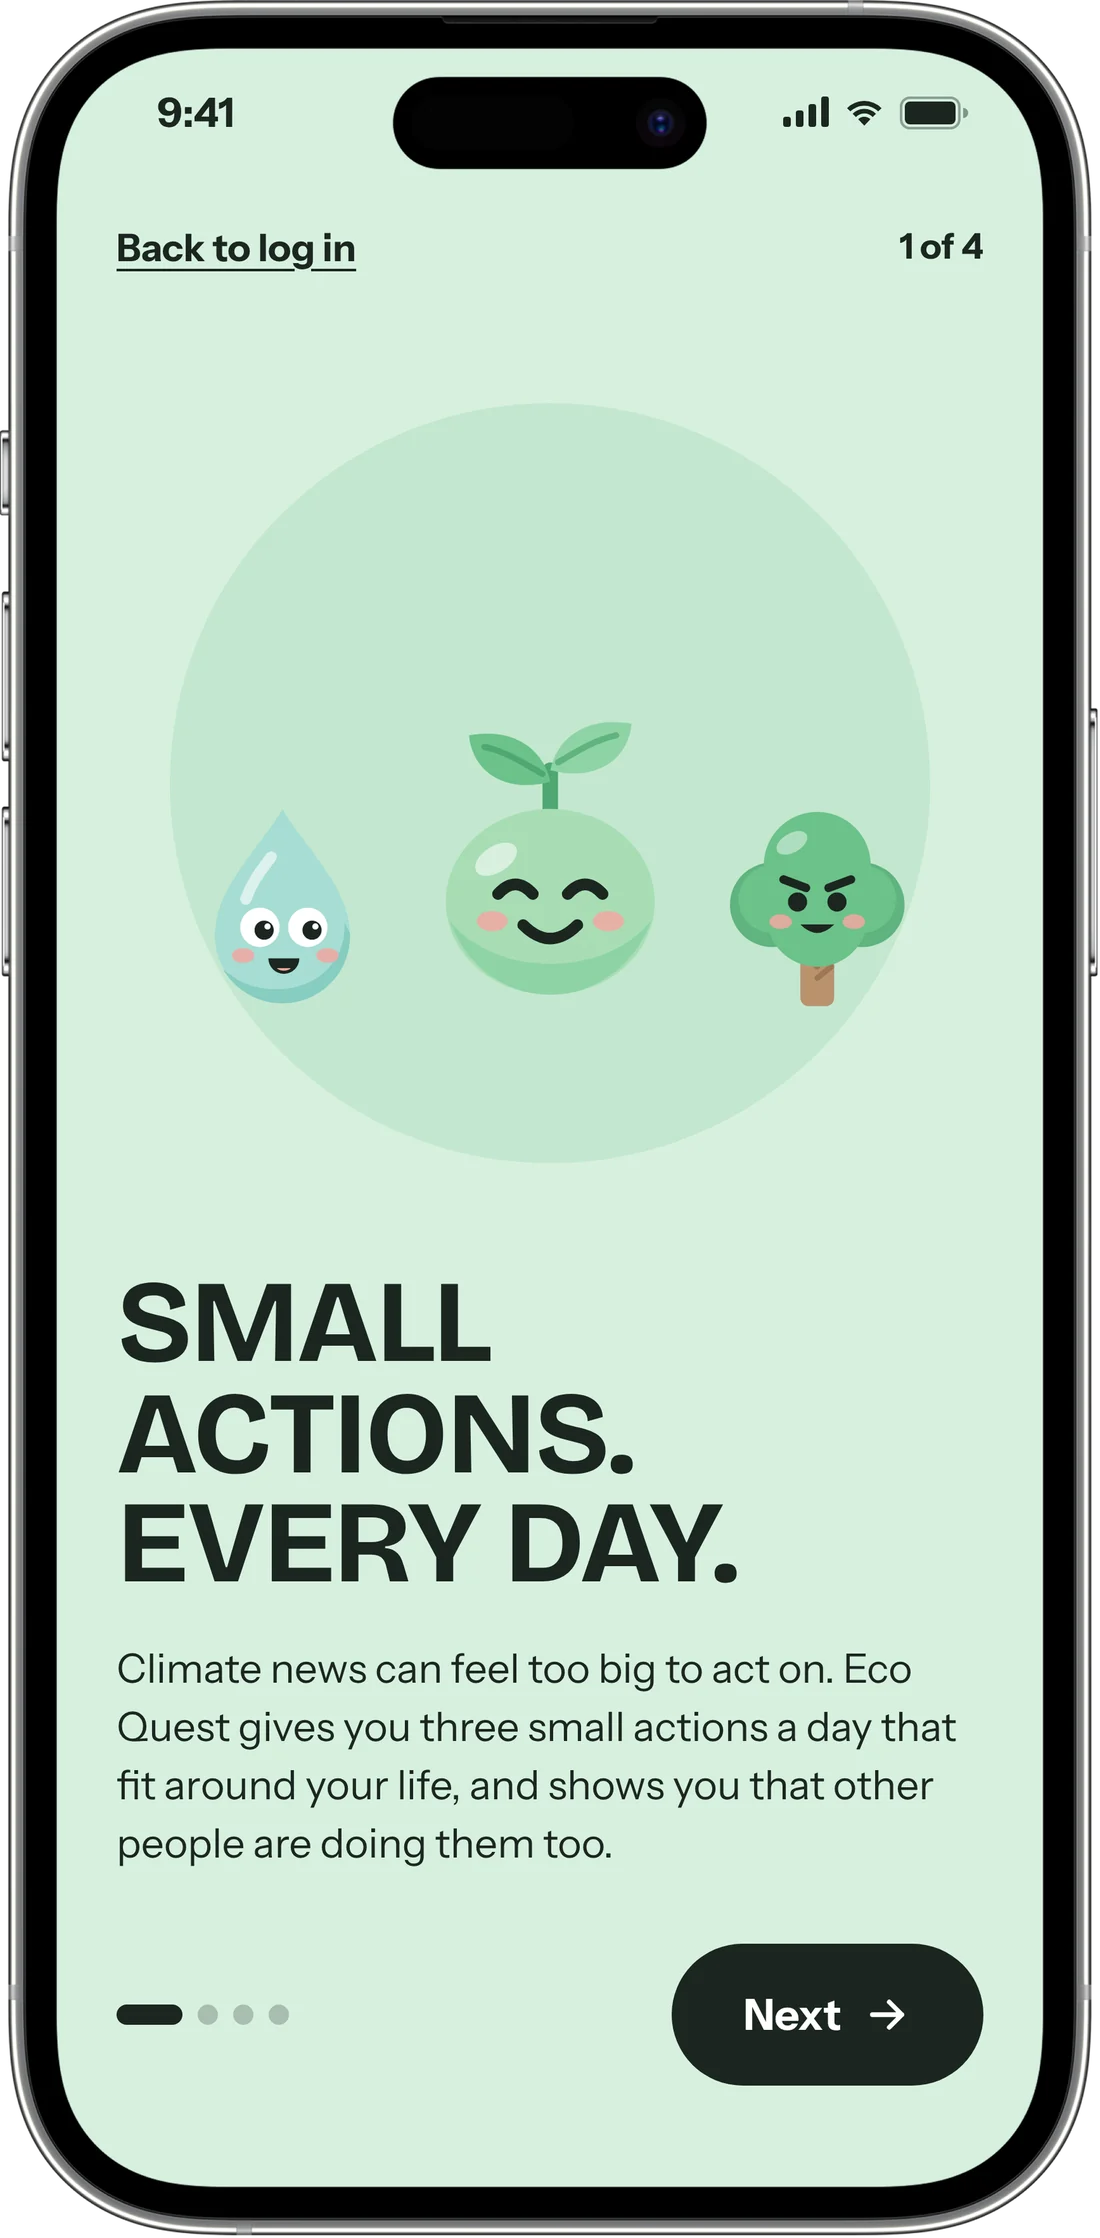 9:41
Back to log in
1 of 4
SMALL
ACTIONS.
EVERY DAY.
Climate news can feel too big to act on. Eco
Quest gives you three small actions a day that
fit around your life, and shows you that other
people are doing them too.
Next →